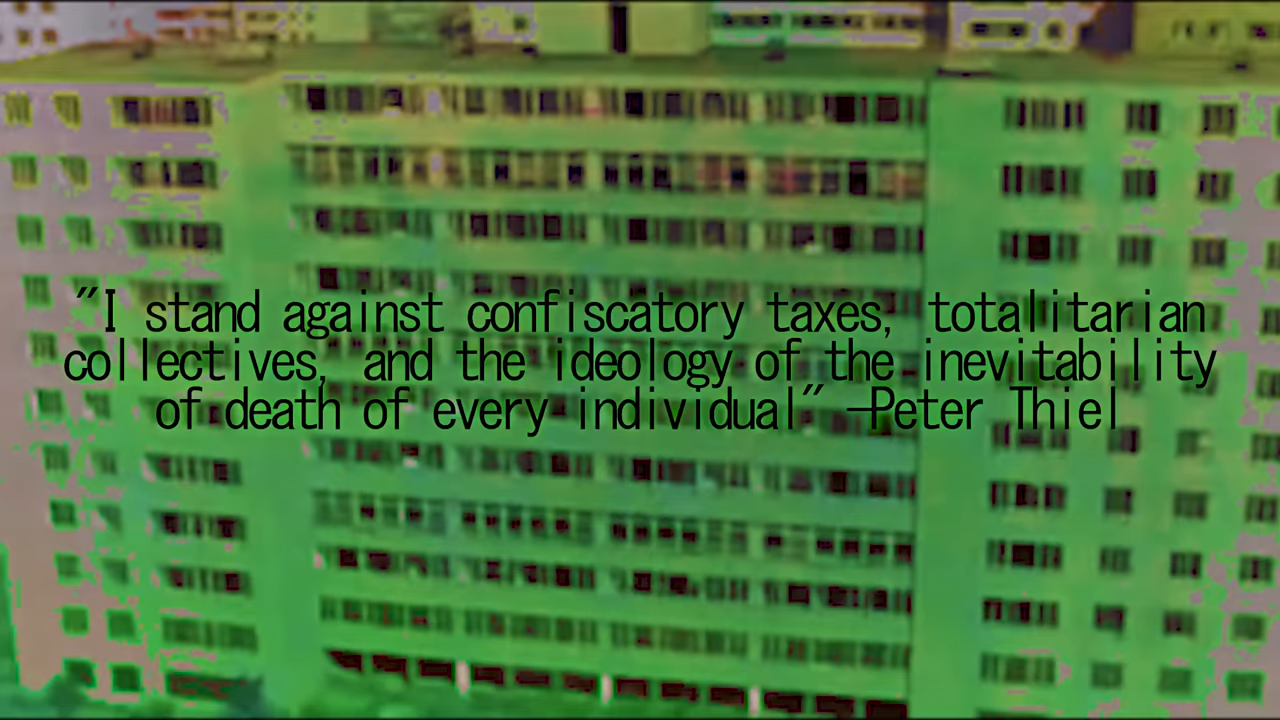 "I stand against confiscatory taxes, totalitarian
collectives, and the ideology of the inevitability
of death of every individual" —Peter Thiel